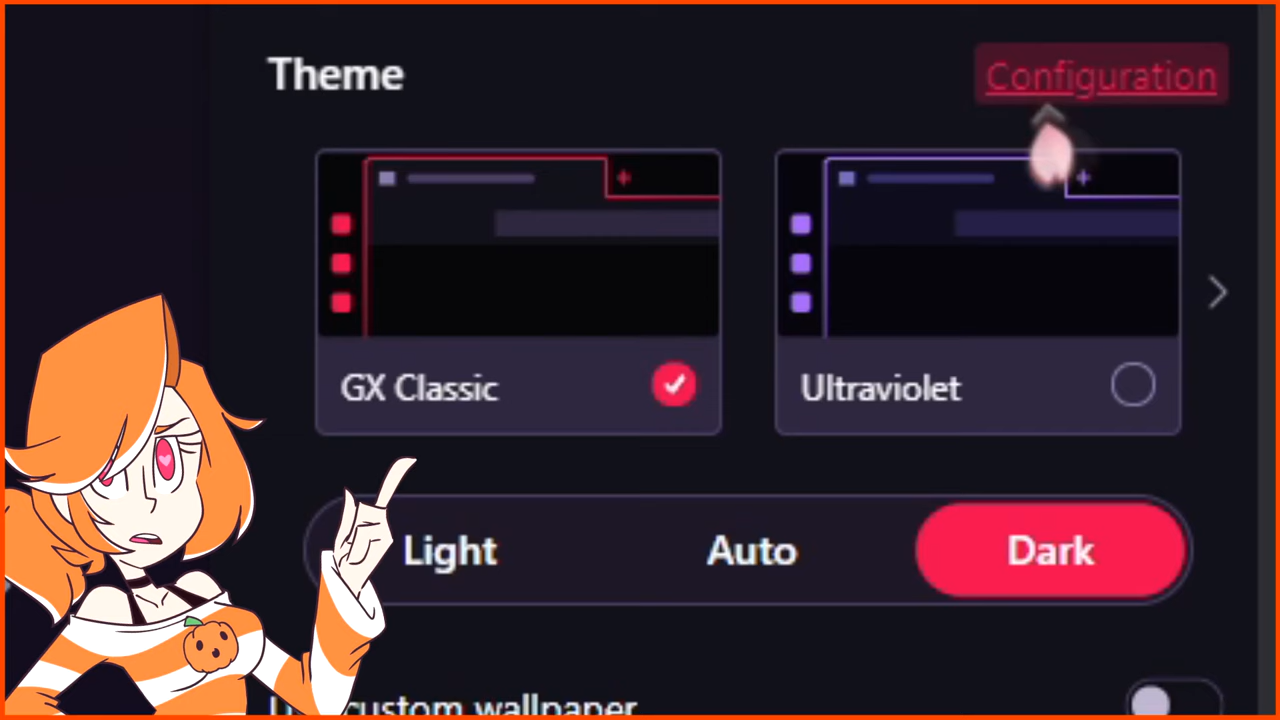 Theme
Configuration
GX Classic
Ultraviolet
Light
Auto
Dark
custom wallpaper